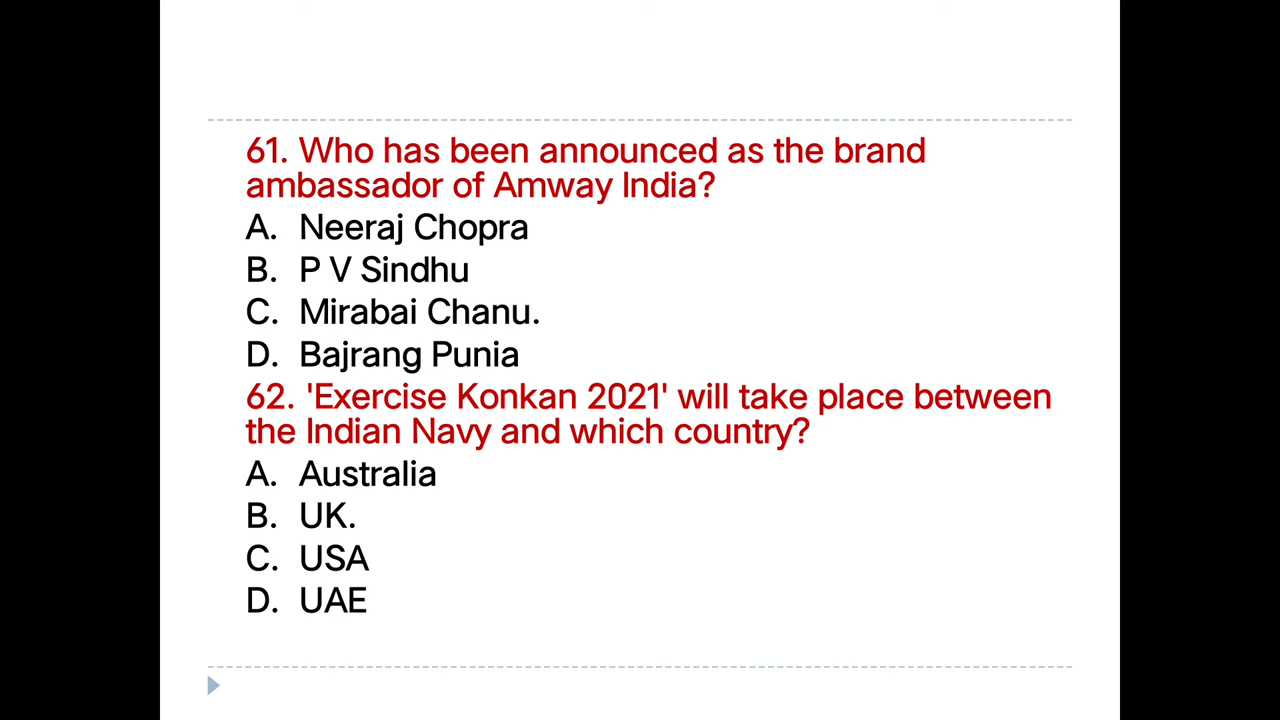 61. Who has been announced as the brand
ambassador of Amway India?
A. Neeraj Chopra
B. P V Sindhu
C. Mirabai Chanu.
D. Bajrang Punia
62. 'Exercise Konkan 2021' will take place between
the Indian Navy and which country?
A. Australia
B. UK.
C. USA
D. UAE